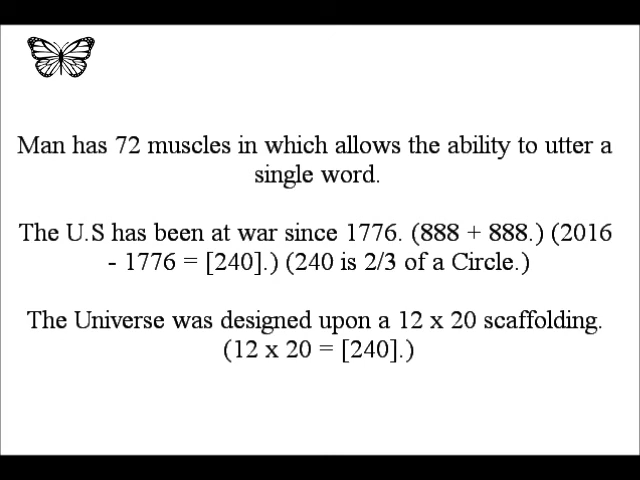 Man has 72 muscles in which allows the ability to utter a
single word.
The U.S has been at war since 1776. (888 + 888.) (2016
- 1776 = [240].) (240 is 2/3 of a Circle.)
The Universe was designed upon a 12 x 20 scaffolding.
(12 x 20 = [240].)